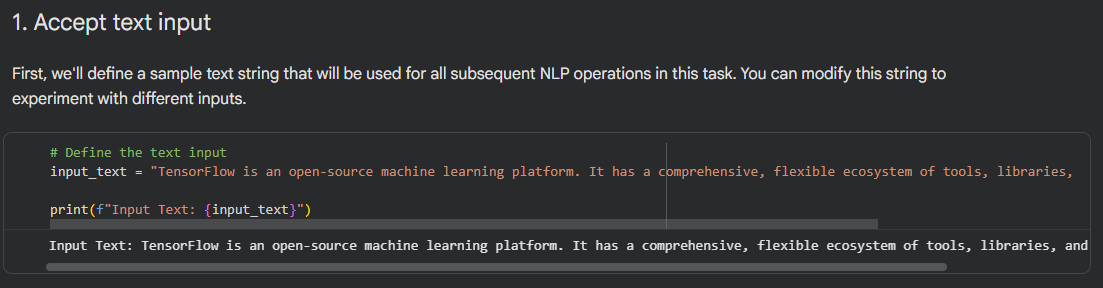 1. Accept text input
First, we'll define a sample text string that will be used for all subsequent NLP operations in this task. You can modify this string to
experiment with different inputs.
# Define the text input
input_text = "TensorFlow is an open-source machine learning platform. It has a comprehensive, flexible ecosystem of tools, libraries,
print(f"Input Text: {input_text}")
Input Text: TensorFlow is an open-source machine learning platform. It has a comprehensive, flexible ecosystem of tools, libraries, and